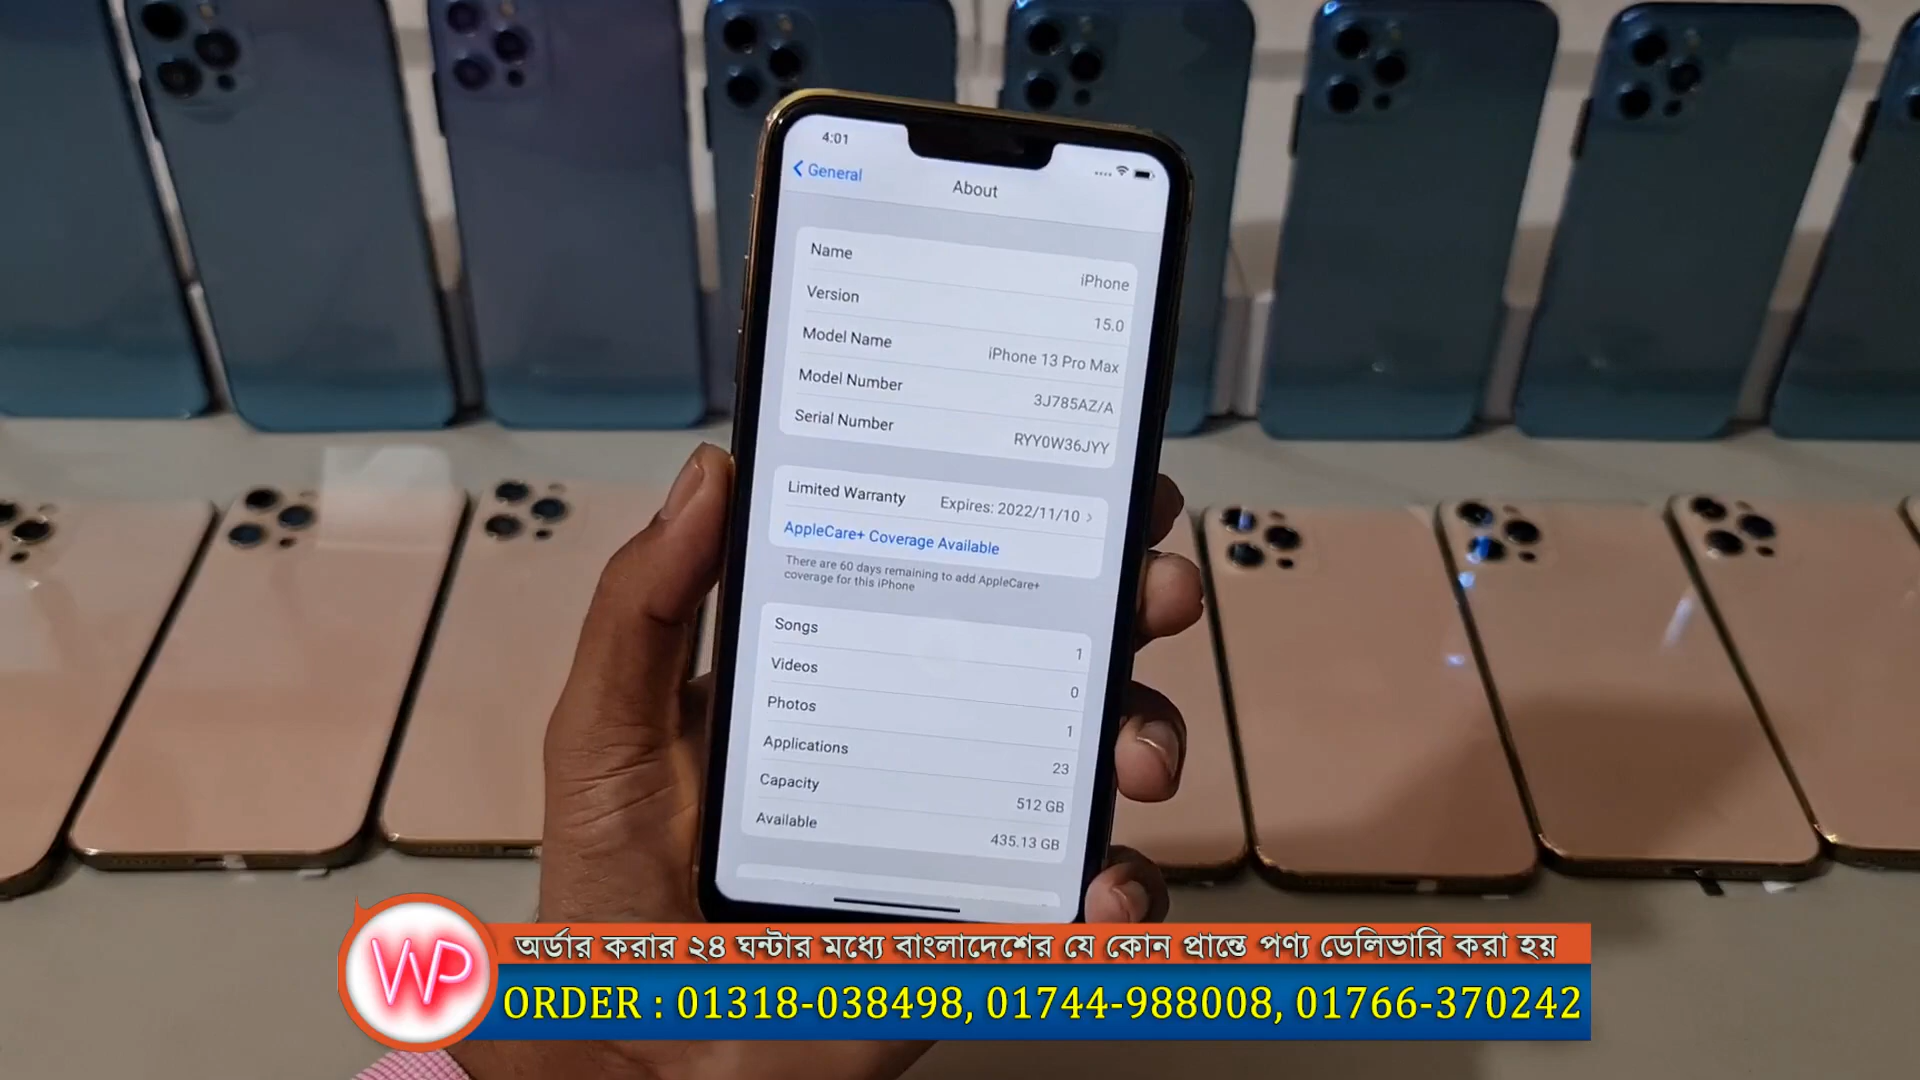 4:01
General
About
Name
iPhone
Version
15.0
Model Name
iPhone 13 Pro Max
Model Number
3J785AZ/A
Serial Number
RYY0W36JYY
Limited Warranty
Expires: 2022/11/10
AppleCare+ Coverage Available
There are 60 days remaining to add AppleCare+
coverage for this iPhone
Songs
1
Videos
0
Photos
1
Applications
23
Capacity
512 GB
Available
435.13 GB
WP
অর্ডার করার ২৪ ঘন্টার মধ্যে বাংলাদেশের যে কোন প্রান্তে পণ্য ডেলিভারি করা হয়
ORDER : 01318-038498, 01744-988008, 01766-370242